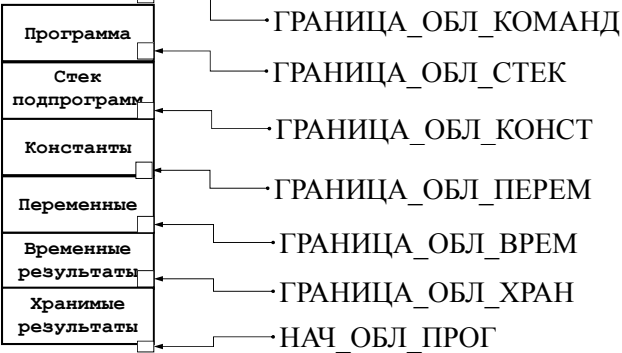 ГРАНИЦА_ОБЛ_КОМАНД
Программа
ГРАНИЦА_ОБЛ_СТЕК
Стек
подпрограмм
ГРАНИЦА_ОБЛ_КОНСТ
Константы
ГРАНИЦА_ОБЛ_ПЕРЕМ
Переменные
ГРАНИЦА_ОБЛ_ВРЕМ
Временные
результаты
ГРАНИЦА_ОБЛ_ХРАН
Хранимые
результаты
НАЧ_ОБЛ_ПРОГ